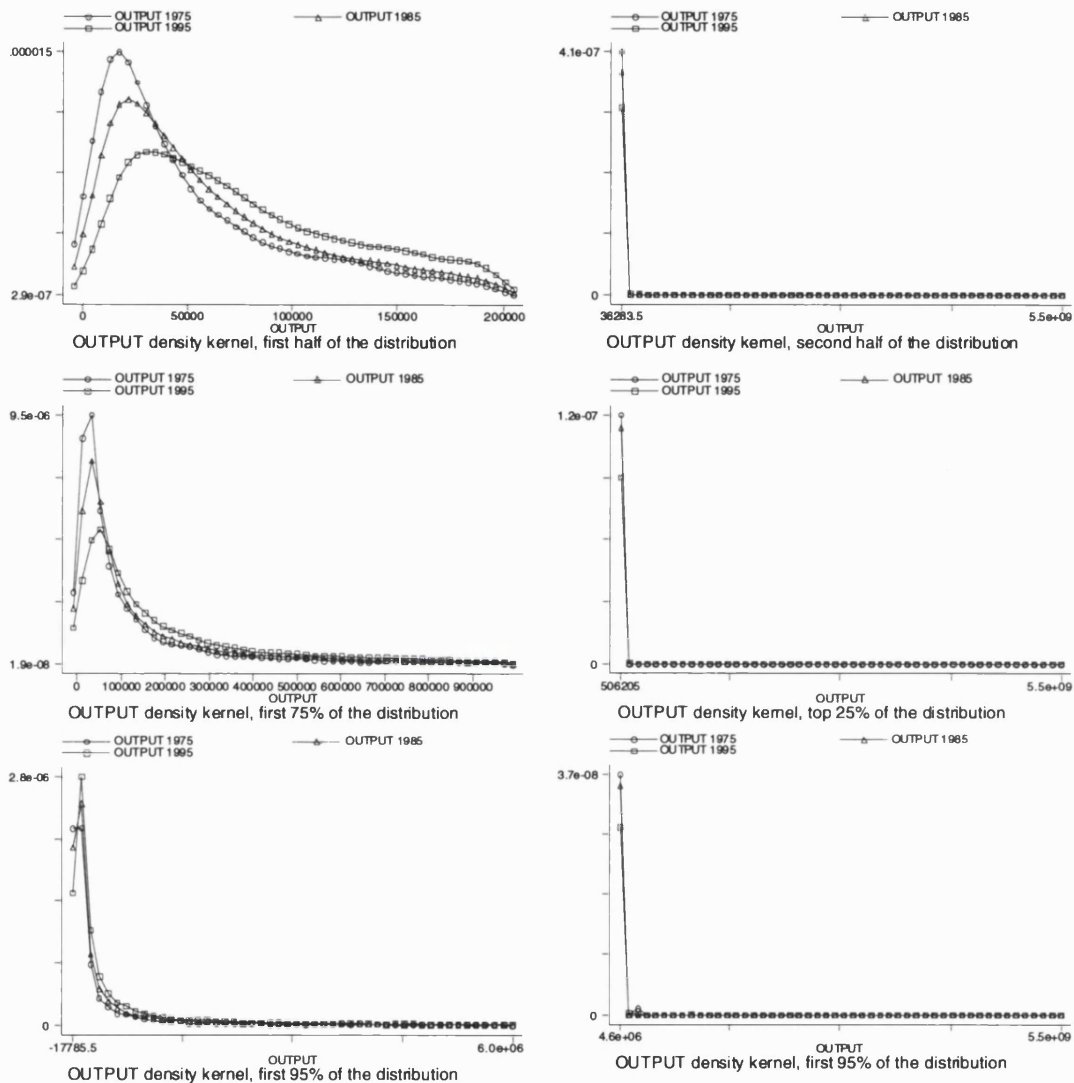 OUTPUT 1975
OUTPUT 1985
OUTPUT 1995
.000015
2.9e-07
0
50000
100000
150000
200000
OUTPUT
OUTPUT density kernel, first half of the distribution
OUTPUT 1975
OUTPUT 1985
OUTPUT 1995
4.1e-07
0
36283.5
5.5e+09
OUTPUT
OUTPUT density kernel, second half of the distribution
OUTPUT 1975
OUTPUT 1985
OUTPUT 1995
9.5e-06
1.9e-08
0
100000
200000
300000
400000
500000
600000
700000
800000
900000
OUTPUT
OUTPUT density kernel, first 75% of the distribution
OUTPUT 1975
OUTPUT 1985
OUTPUT 1995
1.2e-07
0
506205
5.5e+09
OUTPUT
OUTPUT density kernel, top 25% of the distribution
OUTPUT 1975
OUTPUT 1985
OUTPUT 1995
2.8e-06
0
-17785.5
6.0e+06
OUTPUT
OUTPUT density kernel, first 95% of the distribution
OUTPUT 1975
OUTPUT 1985
OUTPUT 1995
3.7e-08
0
4.6e+06
5.5e+09
OUTPUT
OUTPUT density kernel, first 95% of the distribution